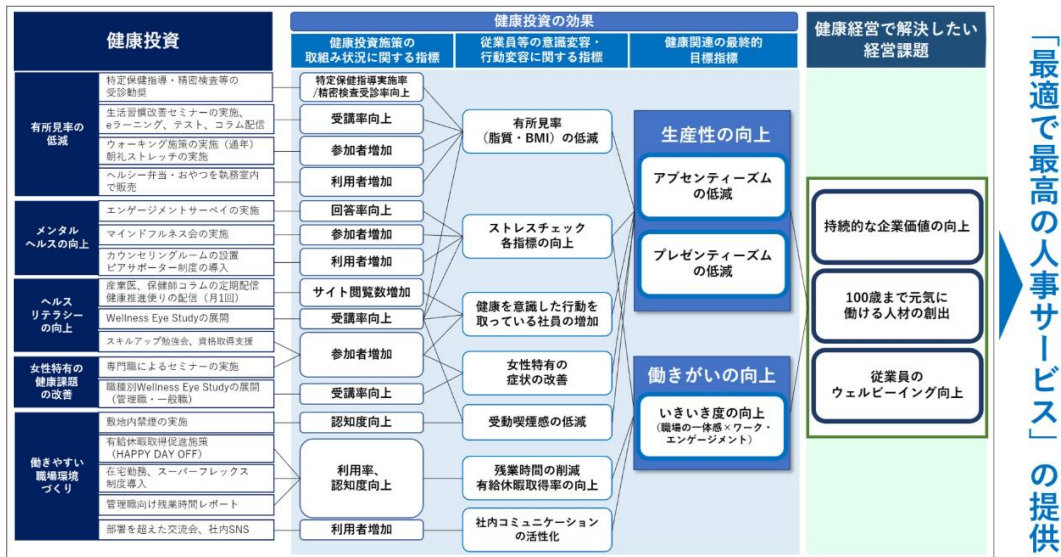 健康投資
健康投資の効果
健康投資施策の
取組み状況に関する指標
従業員等の意識変容・
行動変容に関する指標
健康関連の最終的
目標指標
健康経営で解決したい
経営課題
有所見率の
低減
特定保健指導・精密検査等の
受診勧奨
生活習慣改善セミナーの実施、
eラーニング、テスト、コラム配信
ウォーキング施策の実施（通年）
朝礼ストレッチの実施
ヘルシー弁当・おやつを執務室内
で販売
メンタル
ヘルスの向上
エンゲージメントサーベイの実施
マインドフルネス会の実施
カウンセリングルームの設置
ピアサポーター制度の導入
ヘルス
リテラシー
の向上
産業医、保健師コラムの定期配信
健康推進便りの配信（月1回）
Wellness Eye Studyの展開
スキルアップ勉強会、資格取得支援
女性特有の
健康課題
の改善
専門職によるセミナーの実施
職種別Wellness Eye Studyの展開
（管理職・一般職）
働きやすい
職場環境
づくり
敷地内禁煙の実施
有給休暇取得促進施策
（HAPPY DAY OFF）
在宅勤務、スーパーフレックス
制度導入
管理職向け残業時間レポート
部署を超えた交流会、社内SNS
特定保健指導実施率
/精密検査受診率向上
受講率向上
参加者増加
利用者増加
回答率向上
参加者増加
利用者増加
サイト閲覧数増加
受講率向上
参加者増加
受講率向上
認知度向上
利用率、
認知度向上
利用者増加
有所見率
（脂質・BMI）の低減
ストレスチェック
各指標の向上
健康を意識した行動を
取っている社員の増加
女性特有の
症状の改善
受動喫煙感の低減
残業時間の削減
有給休暇取得率の向上
社内コミュニケーション
の活性化
生産性の向上
アブセンティーズム
の低減
プレゼンティーズム
の低減
働きがいの向上
いきいき度の向上
（職場の一体感×ワーク・
エンゲージメント）
持続的な企業価値の向上
100歳まで元気に
働ける人材の創出
従業員の
ウェルビーイング向上
「最適で最高の人事サービス」の提供